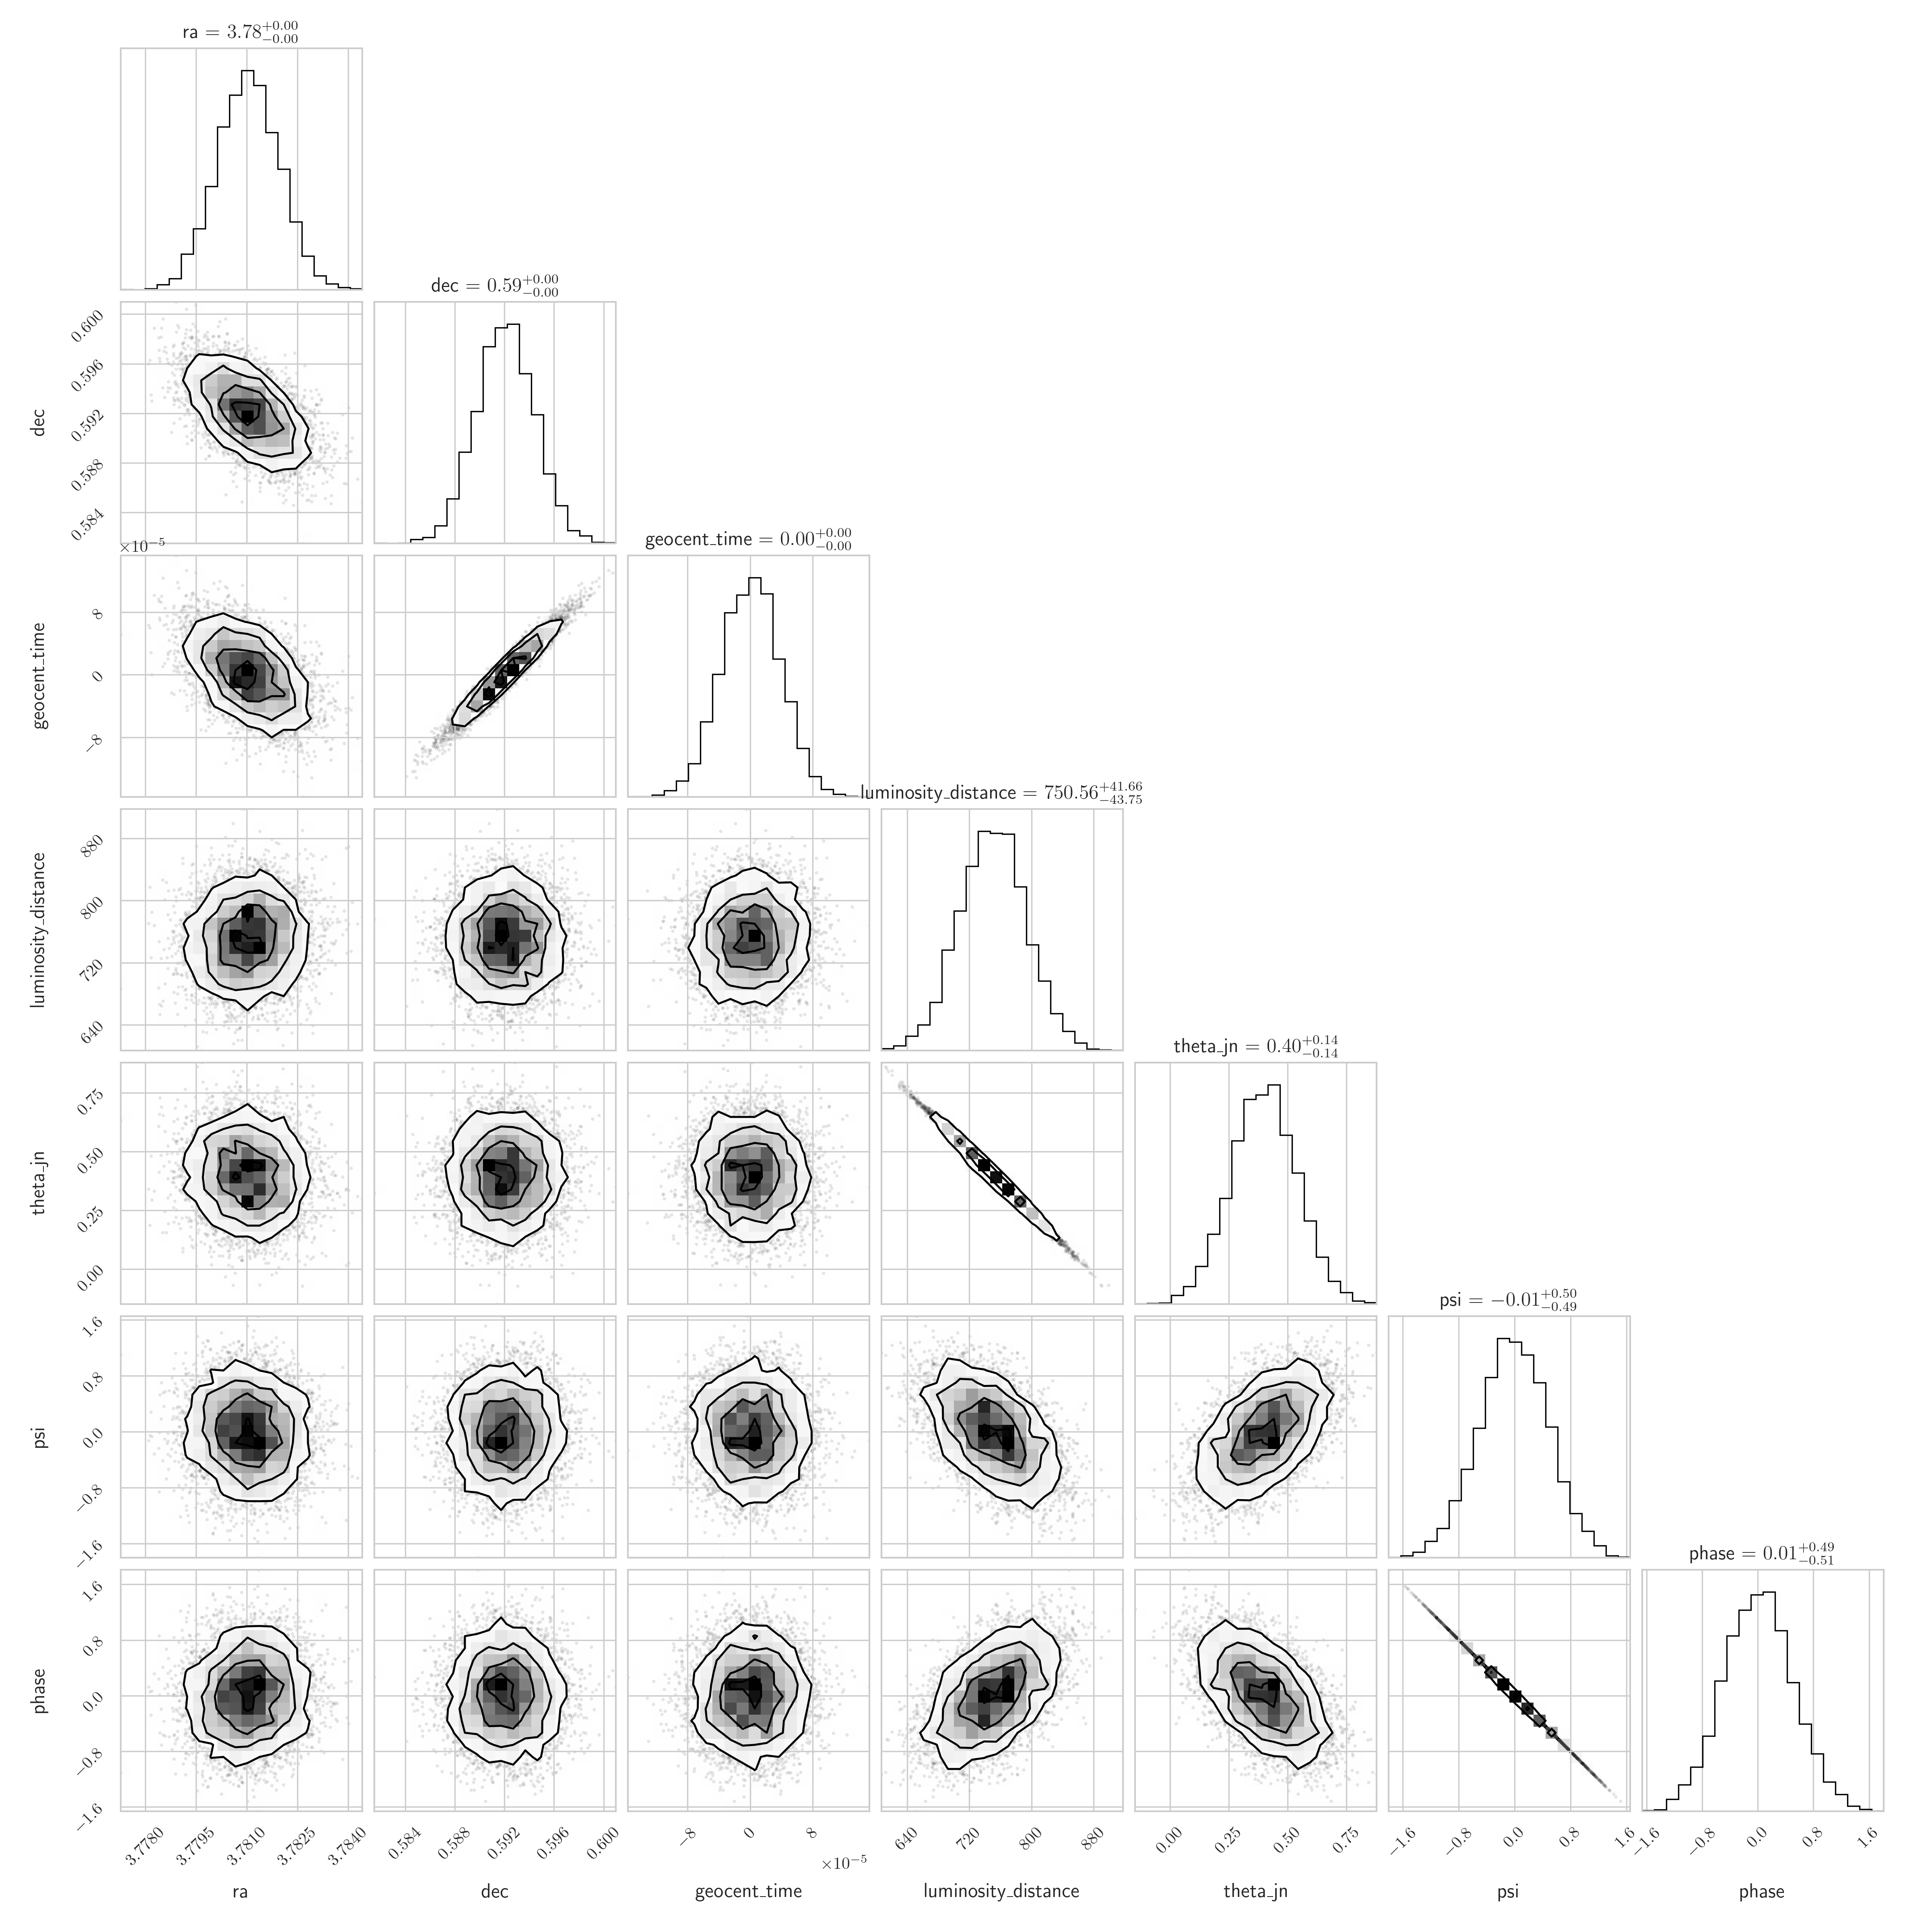 ra = 3.78+0.00−0.00
dec = 0.59+0.00−0.00
0.600
0.596
0.592
0.588
0.584
dec
×10−5
geocent_time = 0.00+0.00−0.00
8
0
−8
geocent_time
luminosity_distance = 750.56+41.66−43.75
880
800
720
640
luminosity_distance
theta_jn = 0.40+0.14−0.14
0.75
0.50
0.25
0.00
theta_jn
psi = −0.01+0.50−0.49
1.6
0.8
0.0
−0.8
−1.6
psi
phase = 0.01+0.49−0.51
1.6
0.8
0.0
−0.8
−1.6
phase
3.7780 3.7795 3.7810 3.7825 3.7840 0.584 0.588 0.592 0.596 0.600 −8 0 8 640 720 800 880 0.00 0.25 0.50 0.75 −1.6 −0.8 0.0 0.8 1.6 −1.6 −0.8 0.0 0.8 1.6
×10−5
ra dec geocent_time luminosity_distance theta_jn psi phase